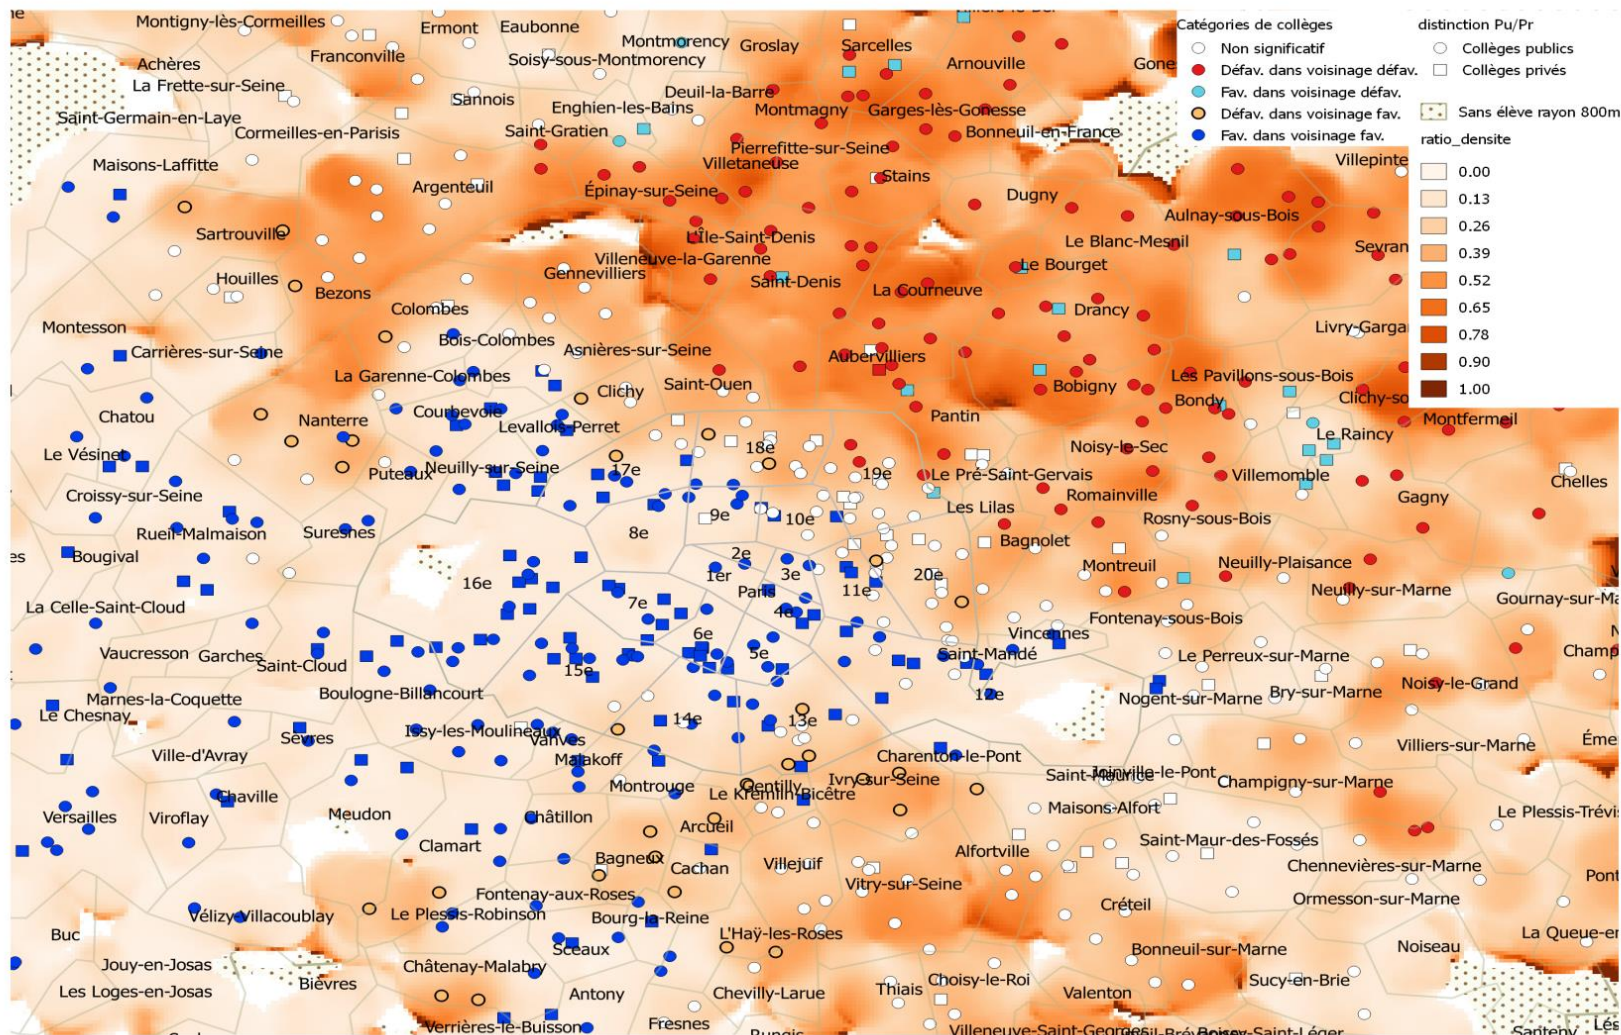 Montigny-lès-Cormeilles
Ermont
Eaubonne
Franconville
Montmorency
Groslay
Sarcelles
Soisy-sous-Montmorency
Arnouville
Achères
La Frette-sur-Seine
Sannois
Deuil-la-Barre
Enghien-les-Bains
Montmagny
Garges-lès-Gonesse
Saint-Germain-en-Laye
Cormeilles-en-Parisis
Saint-Gratien
Bonneuil-en-France
Maisons-Laffitte
Pierrefitte-sur-Seine
Villetaneuse
Stains
Argenteuil
Épinay-sur-Seine
Dugny
Aulnay-sous-Bois
Sartrouville
L'Île-Saint-Denis
Le Blanc-Mesnil
Sevran
Villeneuve-la-Garenne
Gennevilliers
Le Bourget
Houilles
Bezons
Saint-Denis
La Courneuve
Colombes
Drancy
Montesson
Livry-Gargan
Carrières-sur-Seine
Bois-Colombes
Asnières-sur-Seine
Aubervilliers
La Garenne-Colombes
Clichy
Saint-Ouen
Bobigny
Les Pavillons-sous-Bois
Bondy
Clichy-so
Chatou
Nanterre
Courbevoie
Levallois-Perret
Pantin
Montfermeil
Le Raincy
Le Vésinet
Puteaux
Neuilly-sur-Seine
17e
18e
19e
Noisy-le-Sec
Le Pré-Saint-Gervais
Villemomble
Chelles
Croissy-sur-Seine
Romainville
Gagny
Rueil-Malmaison
Suresnes
8e
9e
10e
Les Lilas
Rosny-sous-Bois
Bagnolet
Bougival
2e
1er
3e
16e
Paris
11e
20e
Montreuil
Neuilly-Plaisance
La Celle-Saint-Cloud
7e
4e
Neuilly-sur-Marne
Gournay-sur-Ma
Fontenay-sous-Bois
6e
5e
Vincennes
Vaucresson
Garches
Saint-Cloud
15e
Saint-Mandé
Le Perreux-sur-Marne
Champ
Marnes-la-Coquette
Boulogne-Billancourt
12e
Nogent-sur-Marne
Bry-sur-Marne
Noisy-le-Grand
Le Chesnay
14e
13e
Sèvres
Issy-les-Moulineaux
Vanves
Ville-d'Avray
Malakoff
Charenton-le-Pont
Villiers-sur-Marne
Éme
Montrouge
Gentilly
Ivry-sur-Seine
Saint-Maurice
Joinville-le-Pont
Champigny-sur-Marne
Chaville
Le Kremlin-Bicêtre
Maisons-Alfort
Le Plessis-Trévi
Versailles
Viroflay
Meudon
Châtillon
Arcueil
Clamart
Saint-Maur-des-Fossés
Bagneux
Cachan
Villejuif
Alfortville
Chennevières-sur-Marne
Pont
Fontenay-aux-Roses
Vitry-sur-Seine
Créteil
Ormesson-sur-Marne
Vélizy-Villacoublay
Le Plessis-Robinson
Bourg-la-Reine
Buc
L'Haÿ-les-Roses
La Queue-en
Sceaux
Bonneuil-sur-Marne
Noiseau
Jouy-en-Josas
Châtenay-Malabry
Bièvres
Choisy-le-Roi
Sucy-en-Brie
Les Loges-en-Josas
Antony
Chevilly-Larue
Thiais
Valenton
Verrières-le-Buisson
Fresnes
Rungis
Villeneuve-Saint-Georges
Boissy-Saint-Léger
Santeny
Gones
Villepinte
Catégories de collèges
Non significatif
Défav. dans voisinage défav.
Fav. dans voisinage défav.
Défav. dans voisinage fav.
Fav. dans voisinage fav.
distinction Pu/Pr
Collèges publics
Collèges privés
Sans élève rayon 800m
ratio_densite
0.00
0.13
0.26
0.39
0.52
0.65
0.78
0.90
1.00